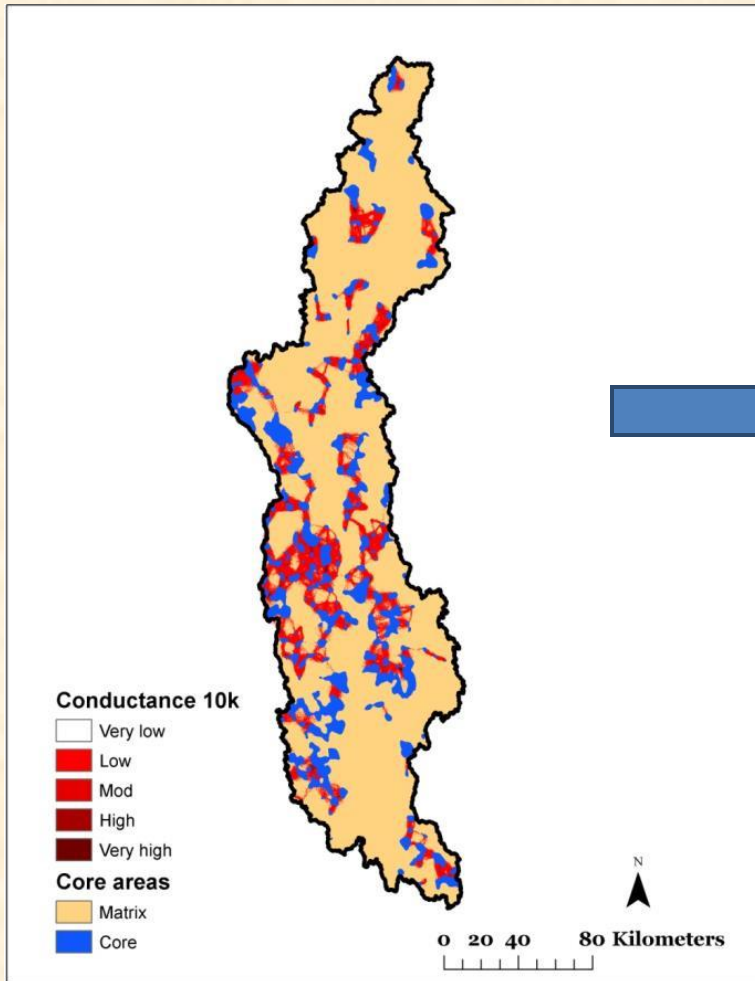 Conductance 10k
Very low
Low
Mod
High
Very high
Core areas
Matrix
Core
N
0 20 40 80 Kilometers